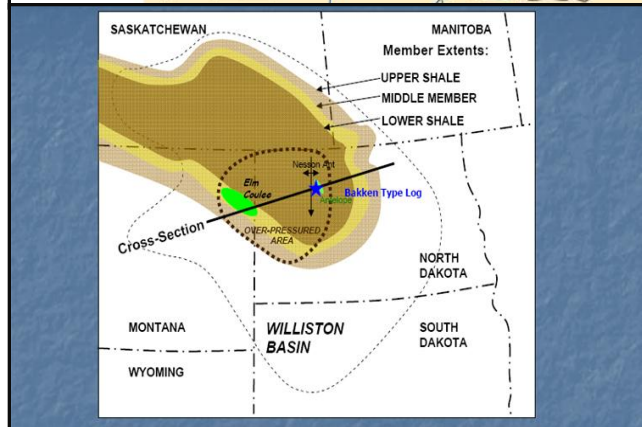 SASKATCHEWAN
MANITOBA
Member Extents:
UPPER SHALE
MIDDLE MEMBER
LOWER SHALE
Nesson Ant
Elm
Coulee
Bakken Type Log
Antelope
OVER-PRESSURED
AREA
Cross-Section
NORTH
DAKOTA
MONTANA
WILLISTON
BASIN
SOUTH
DAKOTA
WYOMING